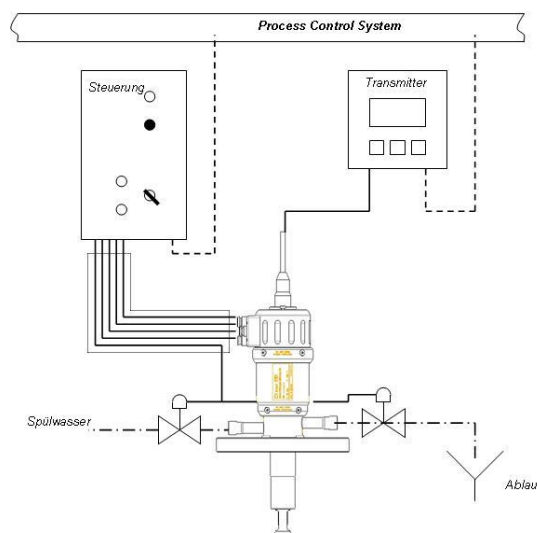 Process Control System
Steuerung
Transmitter
Spülwasser
Ablau